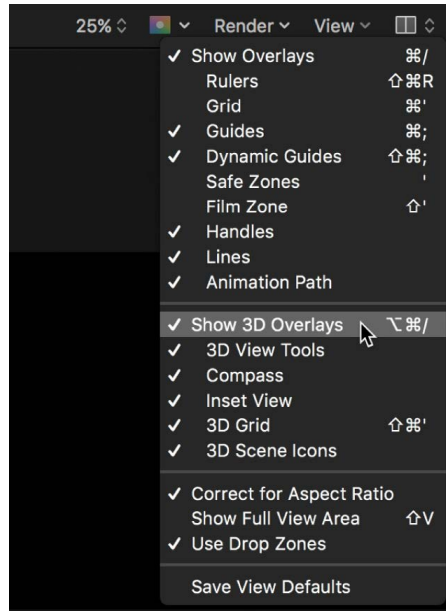 25% Render View
Show Overlays ⌘/
Rulers ⇧⌘R
Grid ⌘'
Guides ⌘;
Dynamic Guides ⇧⌘;
Safe Zones '
Film Zone ⇧'
Handles
Lines
Animation Path
Show 3D Overlays ⌥⌘/
3D View Tools
Compass
Inset View
3D Grid ⇧⌘'
3D Scene Icons
Correct for Aspect Ratio
Show Full View Area ⇧V
Use Drop Zones
Save View Defaults